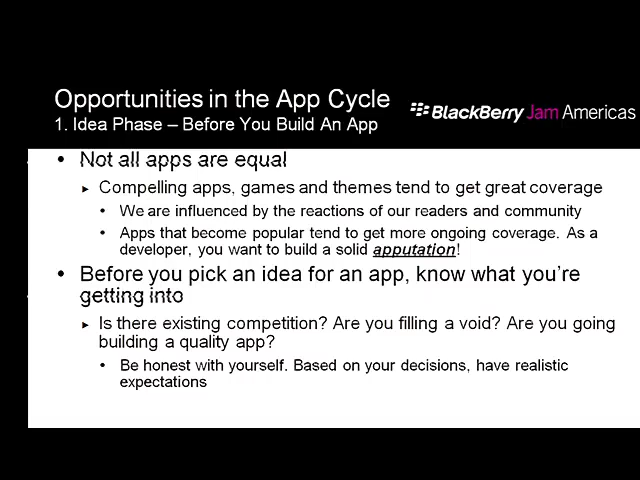 Opportunities in the App Cycle
1. Idea Phase – Before You Build An App
BlackBerry Jam Americas
• Not all apps are equal
► Compelling apps, games and themes tend to get great coverage
• We are influenced by the reactions of our readers and community
• Apps that become popular tend to get more ongoing coverage. As a
developer, you want to build a solid apputation!
• Before you pick an idea for an app, know what you're
getting into
► Is there existing competition? Are you filling a void? Are you going
building a quality app?
• Be honest with yourself. Based on your decisions, have realistic
expectations